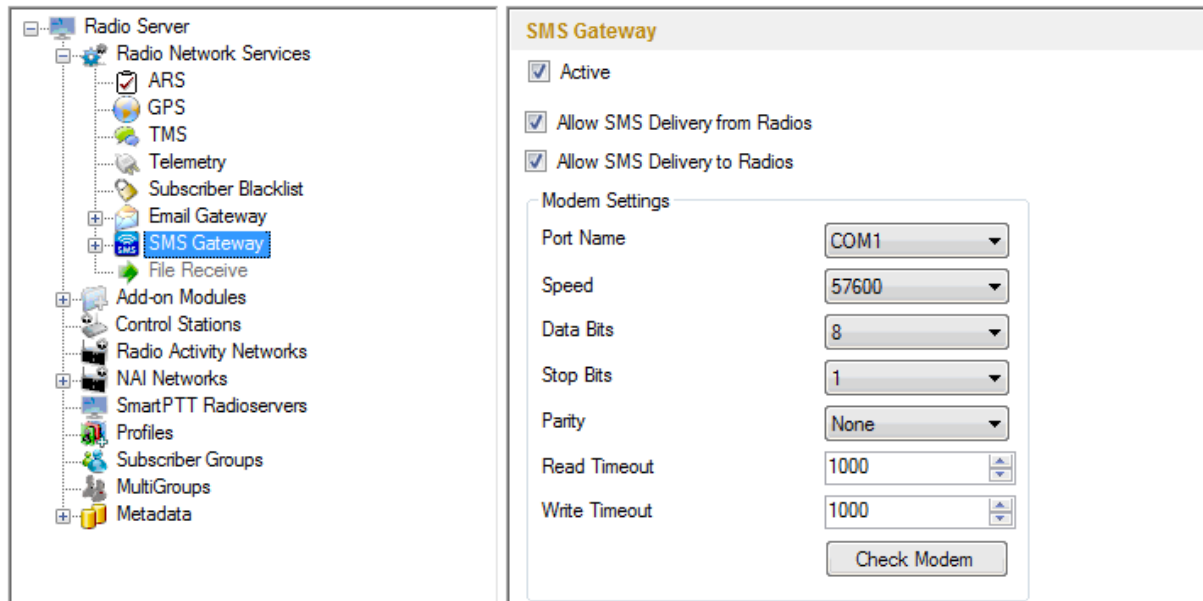 Radio Server
Radio Network Services
ARS
GPS
TMS
Telemetry
Subscriber Blacklist
Email Gateway
SMS Gateway
File Receive
Add-on Modules
Control Stations
Radio Activity Networks
NAI Networks
SmartPTT Radioservers
Profiles
Subscriber Groups
MultiGroups
Metadata
SMS Gateway
Active
Allow SMS Delivery from Radios
Allow SMS Delivery to Radios
Modem Settings
Port Name COM1
Speed 57600
Data Bits 8
Stop Bits 1
Parity None
Read Timeout 1000
Write Timeout 1000
Check Modem